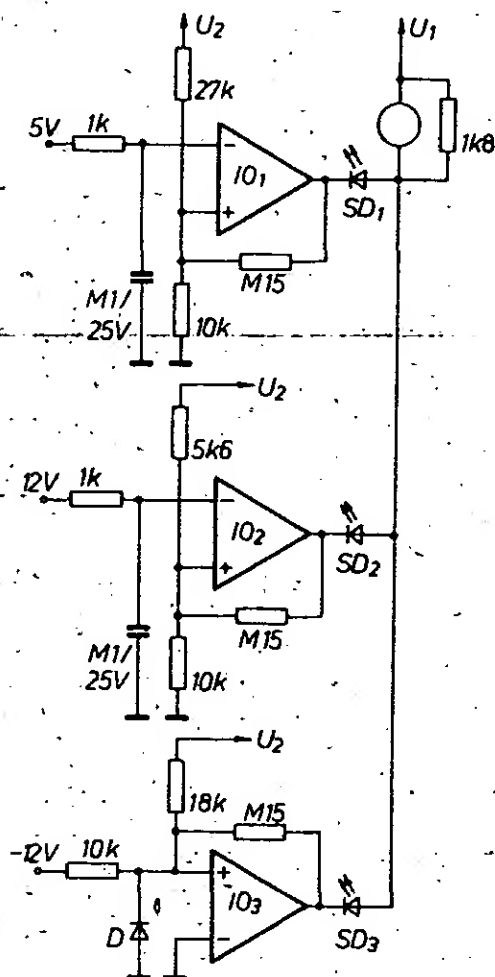 U2
U1
27k
5V
1k
-
IO1
+
1k8
SD1
M15
M1/
25V
10k
U2
5k6
12V
1k
-
IO2
+
SD2
M15
M1/
25V
10k
U2
18k
M15
-12V
10k
+
IO3
-
D
SD3